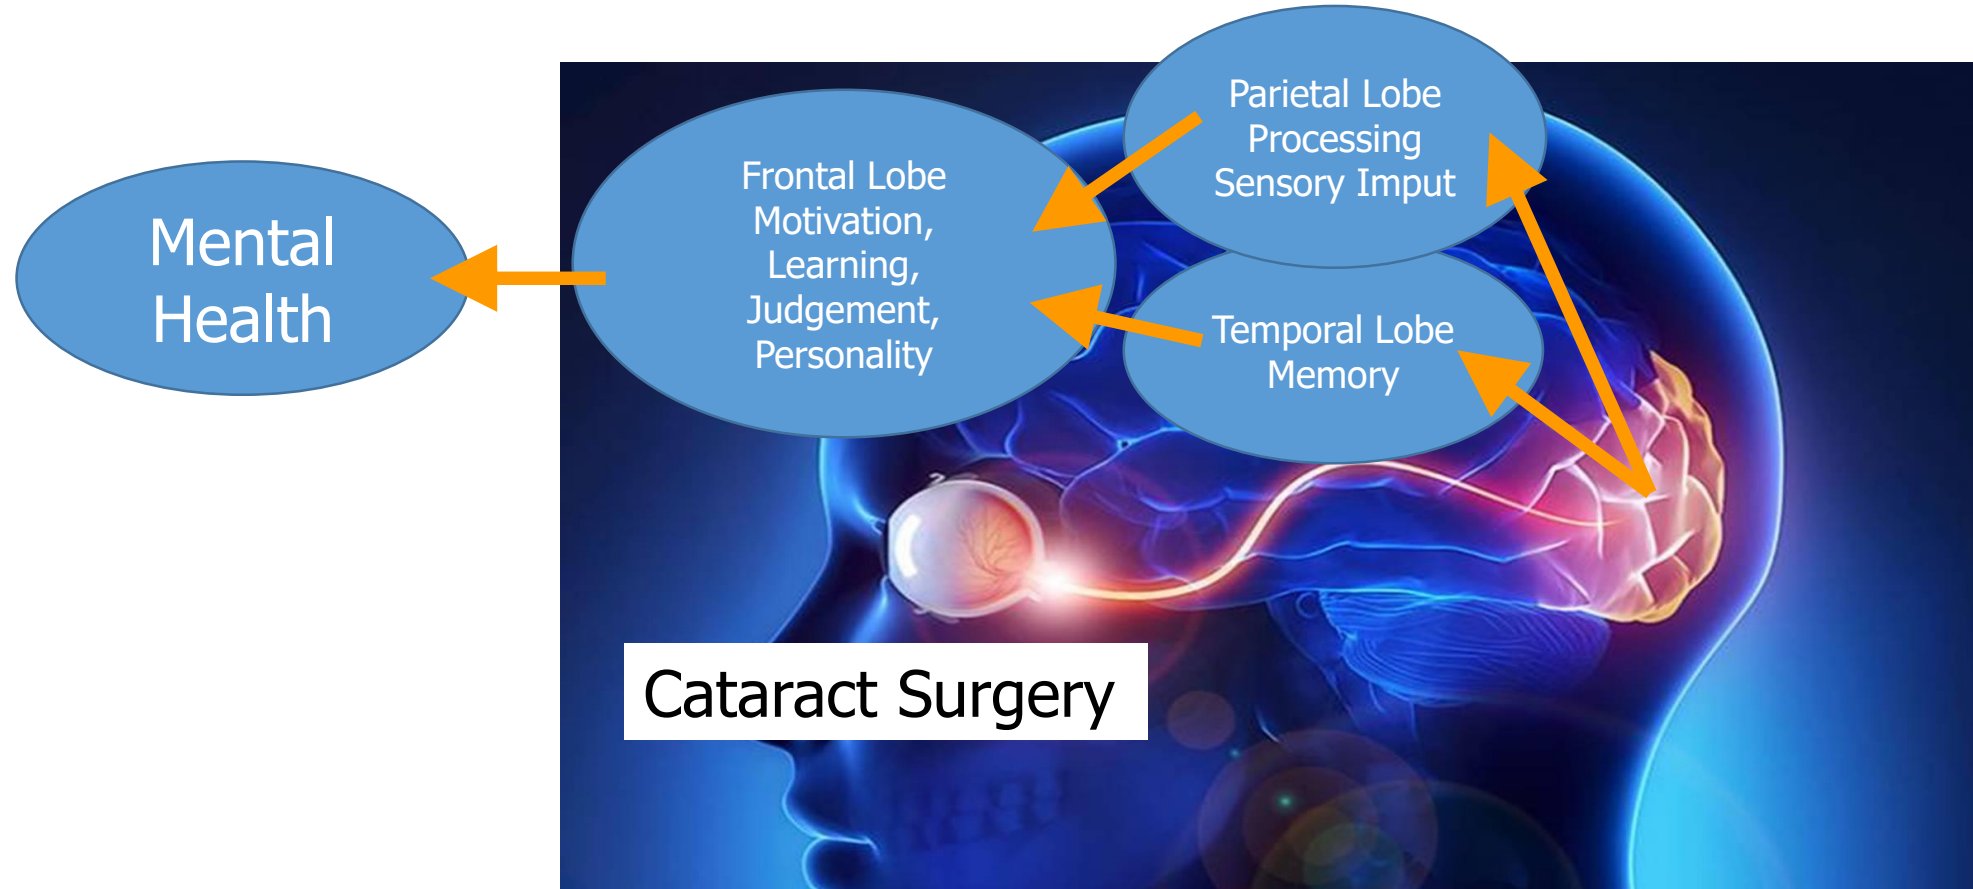 Mental
Health
Frontal Lobe
Motivation,
Learning,
Judgement,
Personality
Parietal Lobe
Processing
Sensory Imput
Temporal Lobe
Memory
Cataract Surgery